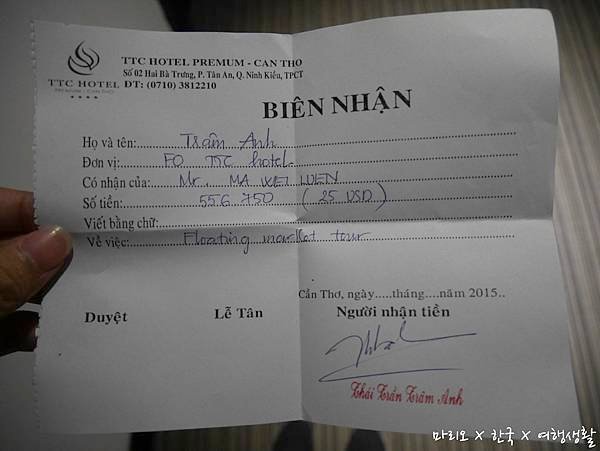 TTC HOTEL PREMUM - CAN THO
Số 02 Hai Bà Trưng, P. Tân An, Q. Ninh Kiều, TPCT
TTC HOTEL
ĐT: (0710) 3812210
BIÊN NHẬN
Họ và tên: Trâm Anh
Đơn vị: FO TTC hotel
Có nhận của: Mr. MA WEI WEN
Số tiền: 556.750 (25 USD)
Viết bằng chữ:
Về việc: Floating market tour
Cần Thơ, ngày.....tháng....năm 2015..
Duyệt Lễ Tân Người nhận tiền
Thái Trần Trâm Anh
마리오 X 한국 X 여행생활